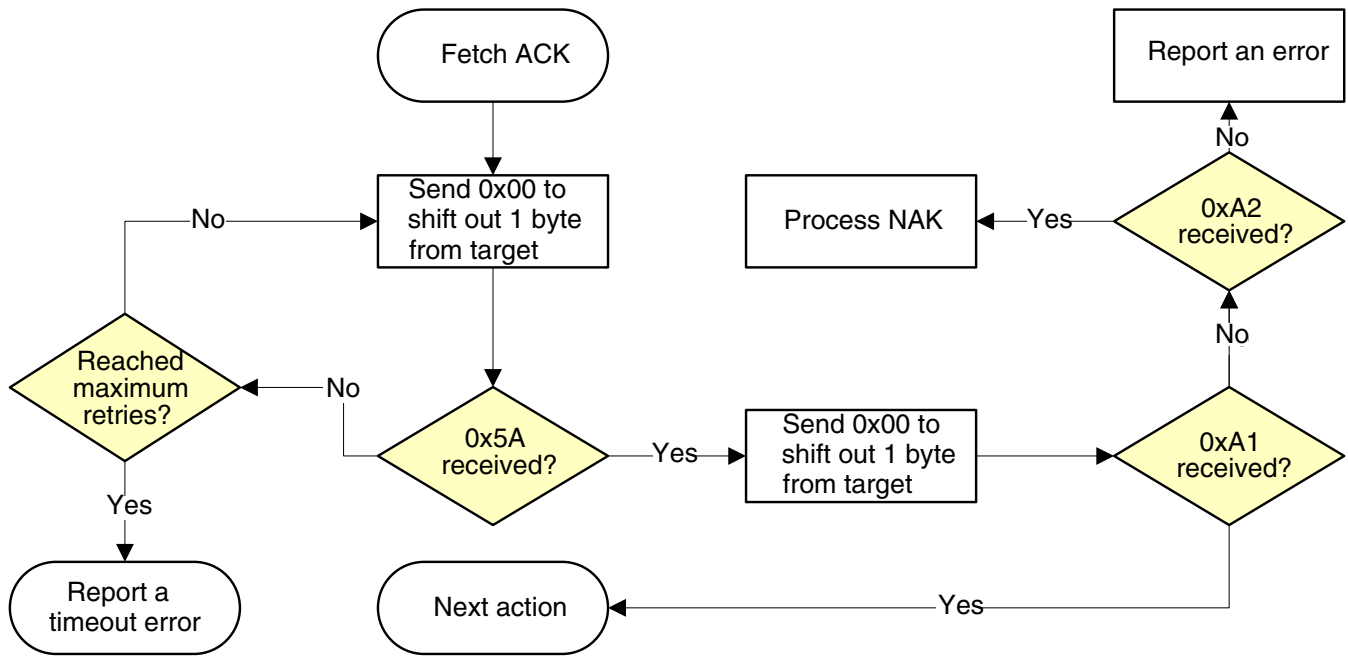 Fetch ACK
Report an error
No
Send 0x00 to
shift out 1 byte
from target
No
Process NAK
Yes
0xA2
received?
No
Reached
maximum
retries?
No
0x5A
received?
Yes
Send 0x00 to
shift out 1 byte
from target
0xA1
received?
Yes
Report a
timeout error
Next action
Yes